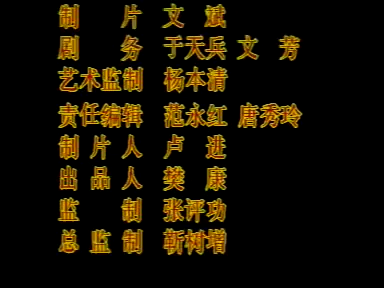 制片 文斌
剧务 于天兵 文芳
艺术监制 杨本清
责任编辑 范永红 唐秀玲
制片人 卢进
出品人 樊康
监制 张评功
总监制 靳树增